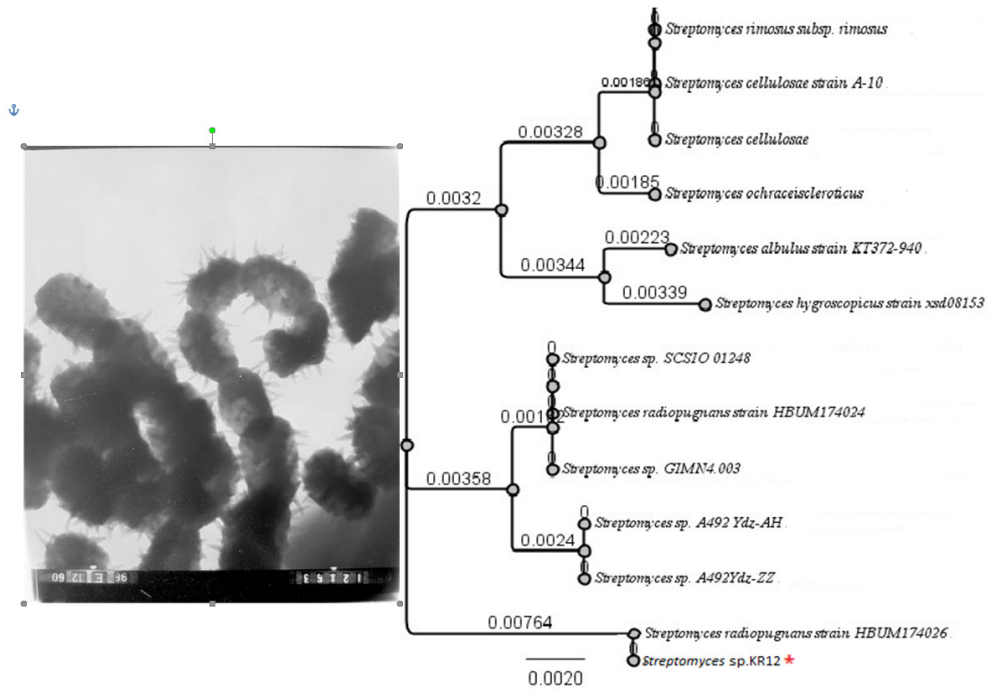 Streptomyces rimosus subsp. rimosus
0.00186
Streptomyces cellulosae strain A-10
0.00328
Streptomyces cellulosae
0.00185
Streptomyces ochraceiscleroticus
0.0032
0.00223
Streptomyces albulus strain KT372-940
0.00344
0.00339
Streptomyces hygroscopicus strain xsd08153
Streptomyces sp. SCSIO 01248
Streptomyces radiopugnans strain HBUM174024
Streptomyces sp. GIMN4.003
0.00358
Streptomyces sp. A492 Ydz-AH
0.0024
Streptomyces sp. A492Ydz-ZZ
0.00764
Streptomyces radiopugnans strain HBUM174026
Streptomyces sp.KR12 *
0.0020